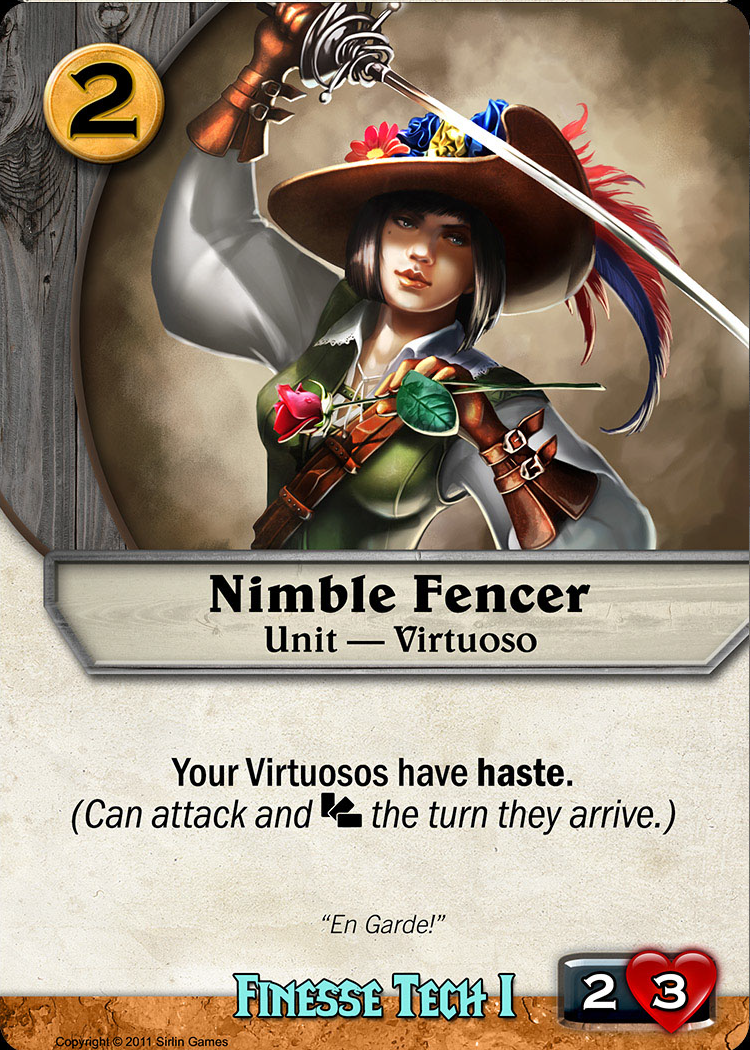 2
Nimble Fencer
Unit — Virtuoso
Your Virtuosos have haste.
(Can attack and the turn they arrive.)
“En Garde!”
Finesse Tech I
2 3
Copyright © 2011 Sirlin Games